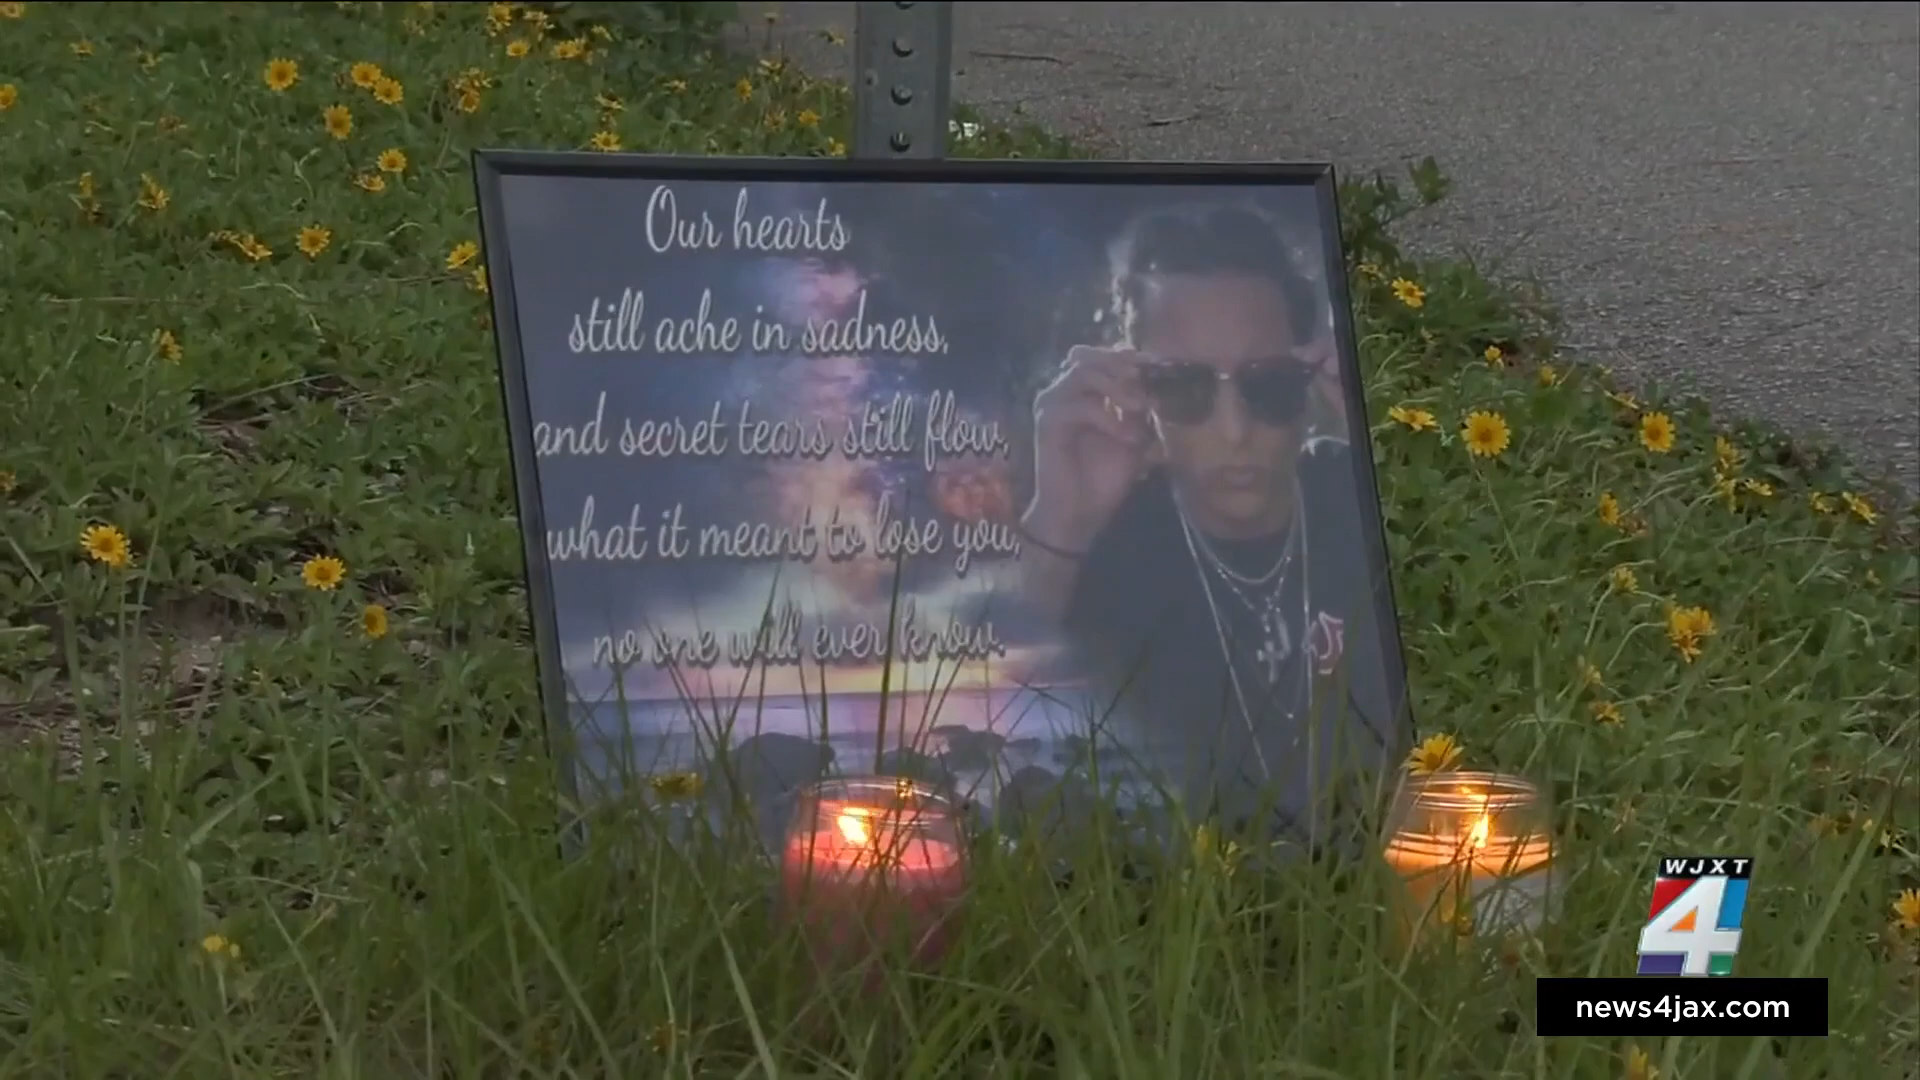 Our hearts
still ache in sadness,
and secret tears still flow,
what it meant to lose you,
no one will ever know.
WJXT
4
news4jax.com